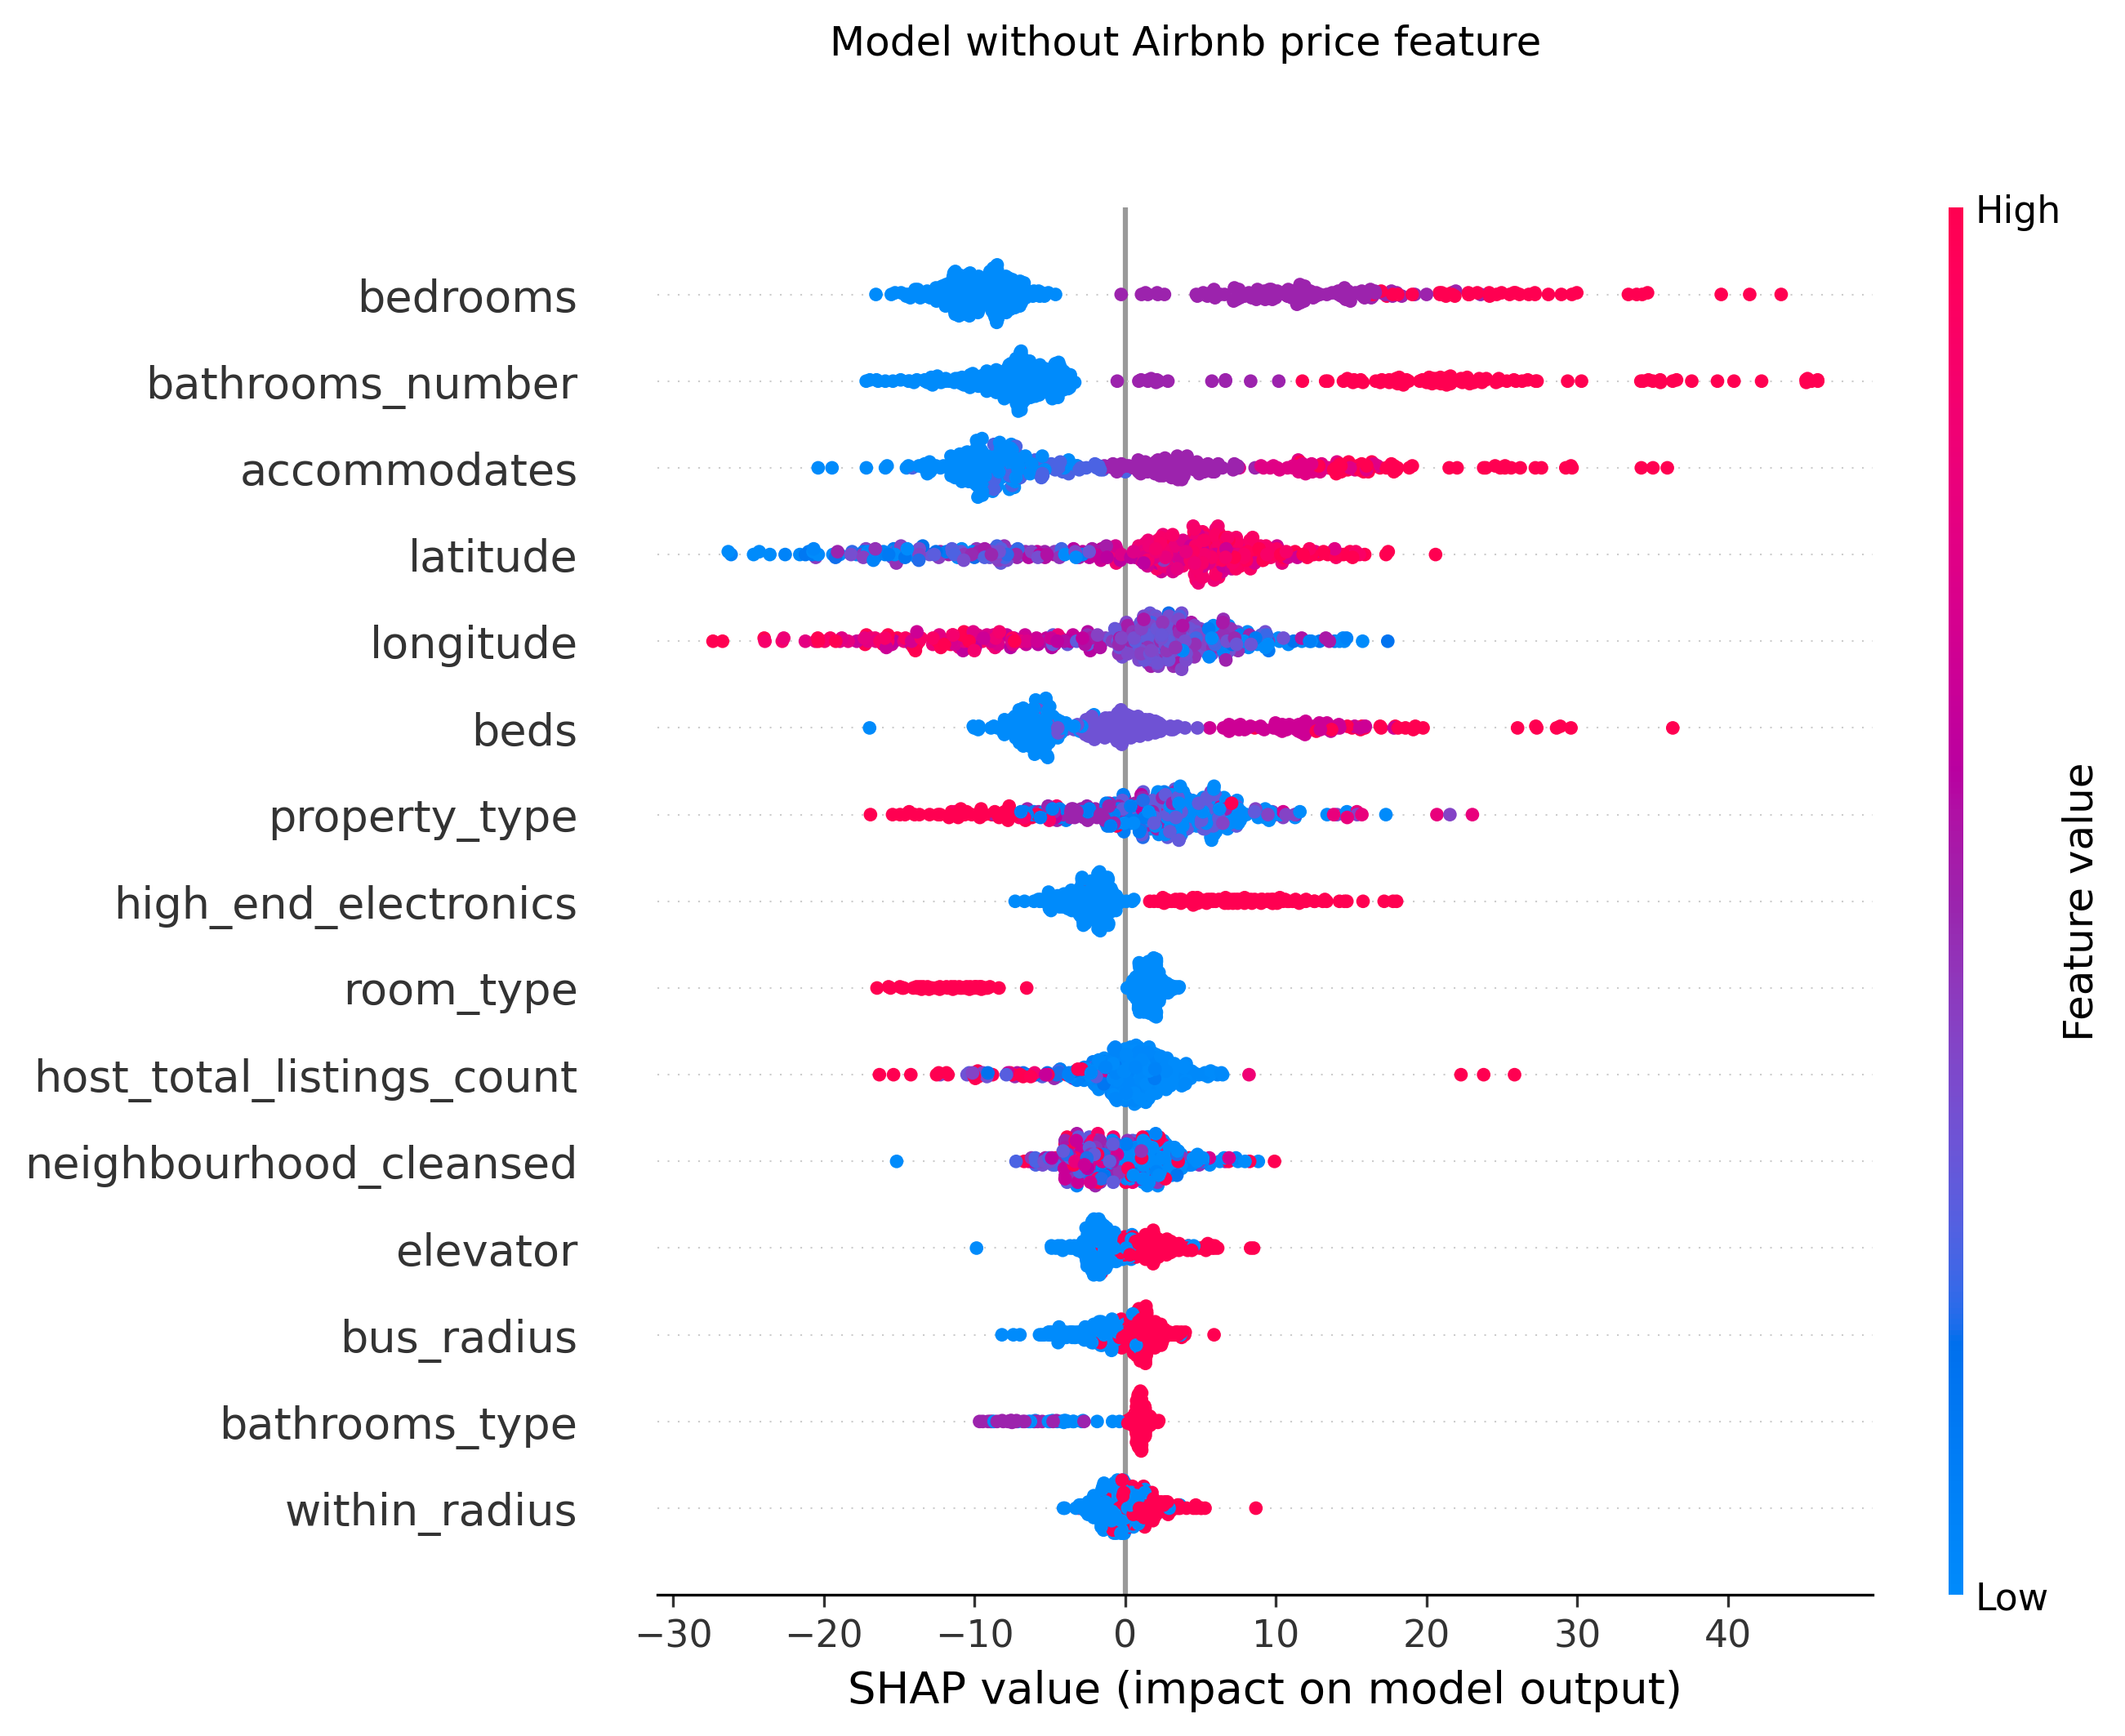 Model without Airbnb price feature
High
bedrooms
bathrooms_number
accommodates
latitude
longitude
beds
property_type
high_end_electronics
room_type
host_total_listings_count
neighbourhood_cleansed
elevator
bus_radius
bathrooms_type
within_radius
Feature value
Low
−30 −20 −10 0 10 20 30 40
SHAP value (impact on model output)